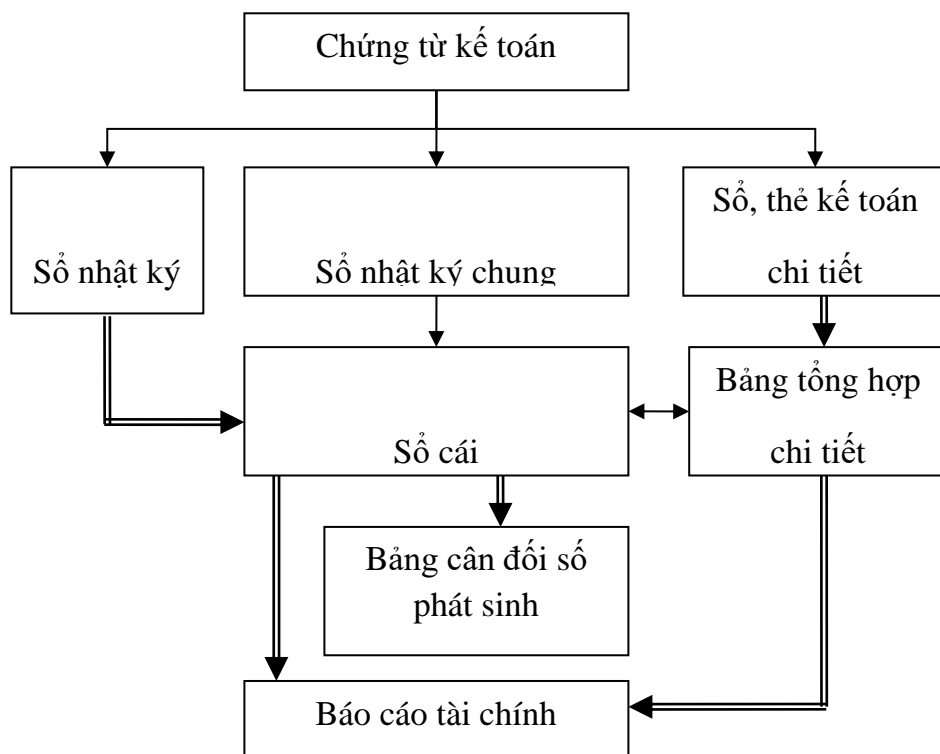 Chứng từ kế toán
Sổ nhật ký
Sổ nhật ký chung
Sổ, thẻ kế toán
chi tiết
Sổ cái
Bảng tổng hợp
chi tiết
Bảng cân đối số
phát sinh
Báo cáo tài chính